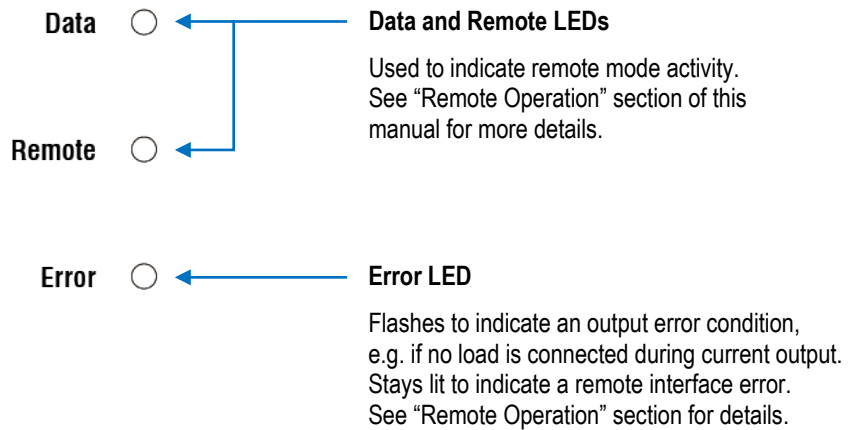 Data
Data and Remote LEDs
Used to indicate remote mode activity.
See “Remote Operation” section of this
manual for more details.
Remote
Error
Error LED
Flashes to indicate an output error condition,
e.g. if no load is connected during current output.
Stays lit to indicate a remote interface error.
See “Remote Operation” section for details.